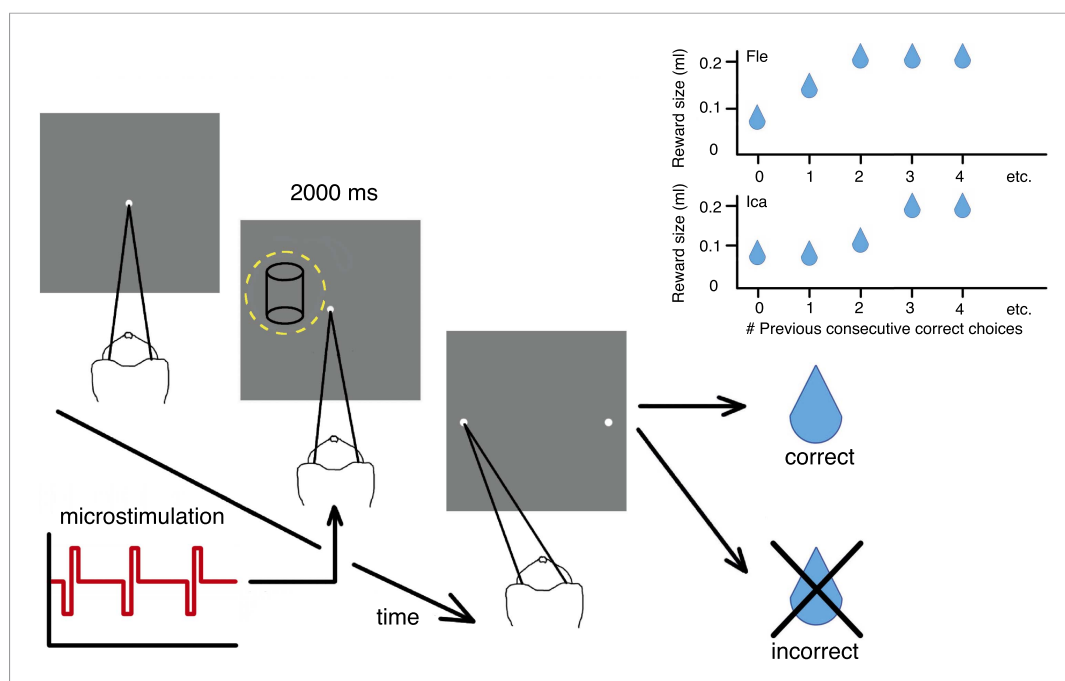 2000 ms
microstimulation
time
Reward size (ml)
Fle
0.2
0.1
0
0 1 2 3 4 etc.
Reward size (ml)
Ica
0.2
0.1
0
0 1 2 3 4 etc.
# Previous consecutive correct choices
correct
incorrect